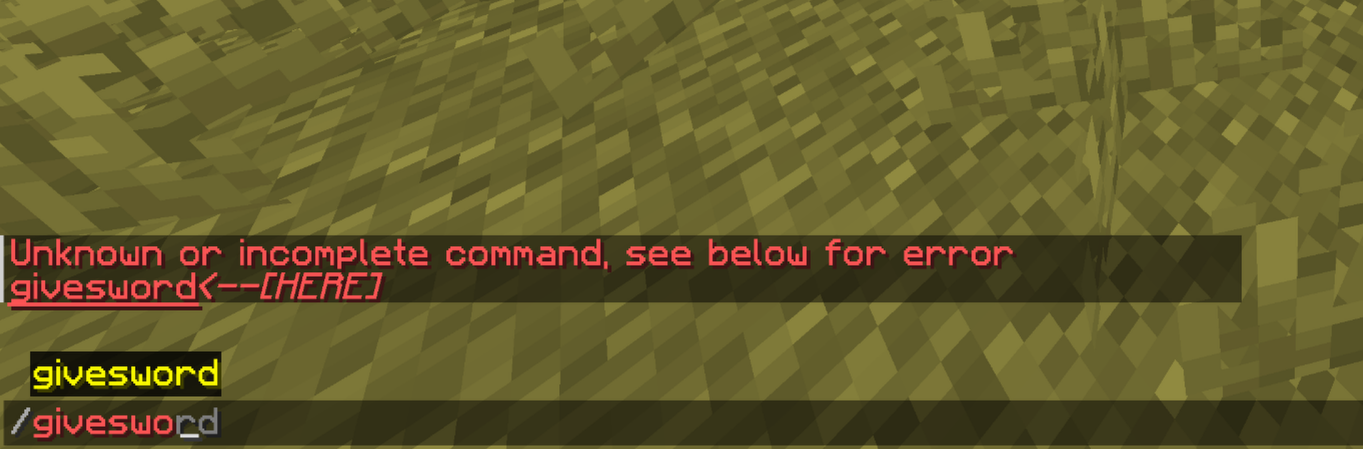 Unknown or incomplete command, see below for error
givesword<--[HERE]
givesword
/givesword